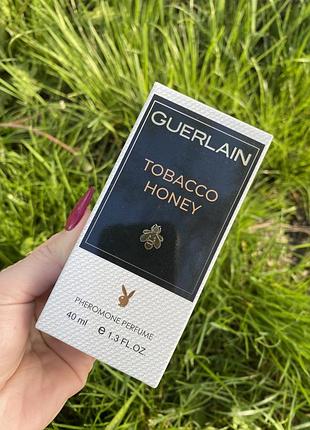 GUERLAIN
TOBACCO
HONEY
PHEROMONE PERFUME
40 ml e 1.3 FL.OZ.